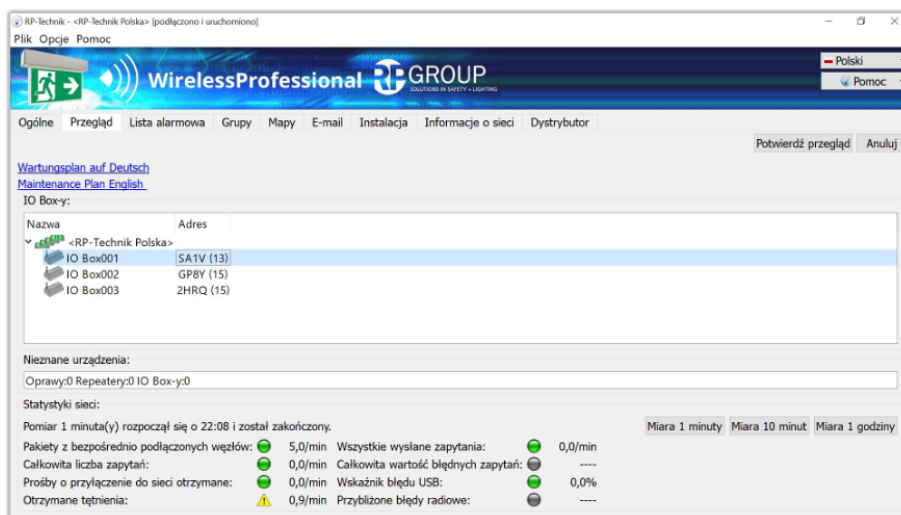 RP-Technik - <RP-Technik Polska> [podłączono i uruchomiono]
Plik Opcje Pomoc
WirelessProfessional RP GROUP
SOLUTIONS IN SAFETY + LIGHTING
Polski
Pomoc
Ogólne Przegląd Lista alarmowa Grupy Mapy E-mail Instalacja Informacje o sieci Dystrybutor
Potwierdź przegląd Anuluj
Wartungsplan auf Deutsch
Maintenance Plan English
IO Box-y:
Nazwa Adres
<RP-Technik Polska>
IO Box001 SA1V (13)
IO Box002 GP8Y (15)
IO Box003 2HRQ (15)
Nieznane urządzenia:
Oprawy:0 Repeatery:0 IO Box-y:0
Statystyki sieci:
Pomiar 1 minuta(y) rozpoczął się o 22:08 i został zakończony. Miara 1 minuty Miara 10 minut Miara 1 godziny
Pakiety z bezpośrednio podłączonych węzłów: 5,0/min Wszystkie wysłane zapytania: 0,0/min
Całkowita liczba zapytań: 0,0/min Całkowita wartość błędnych zapytań: ----
Prośby o przyłączenie do sieci otrzymane: 0,0/min Wskaźnik błędu USB: 0,0%
Otrzymane tętnienia: 0,9/min Przybliżone błędy radiowe: ----